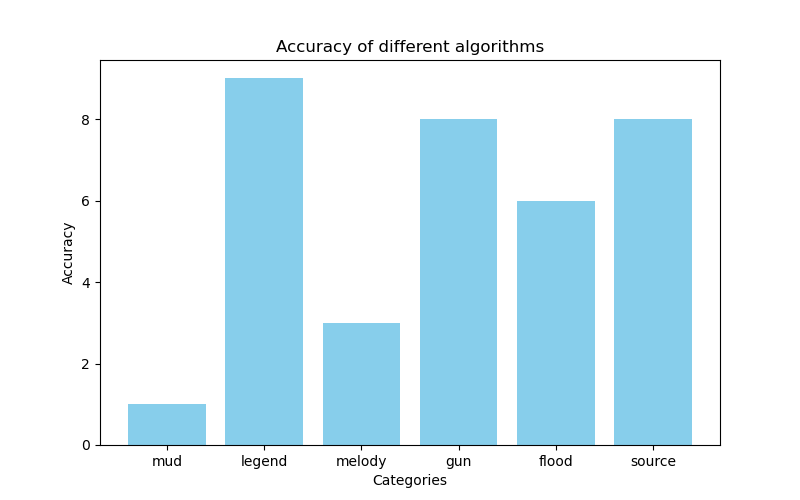 Accuracy of different algorithms
Accuracy
8
6
4
2
0
mud legend melody gun flood source
Categories